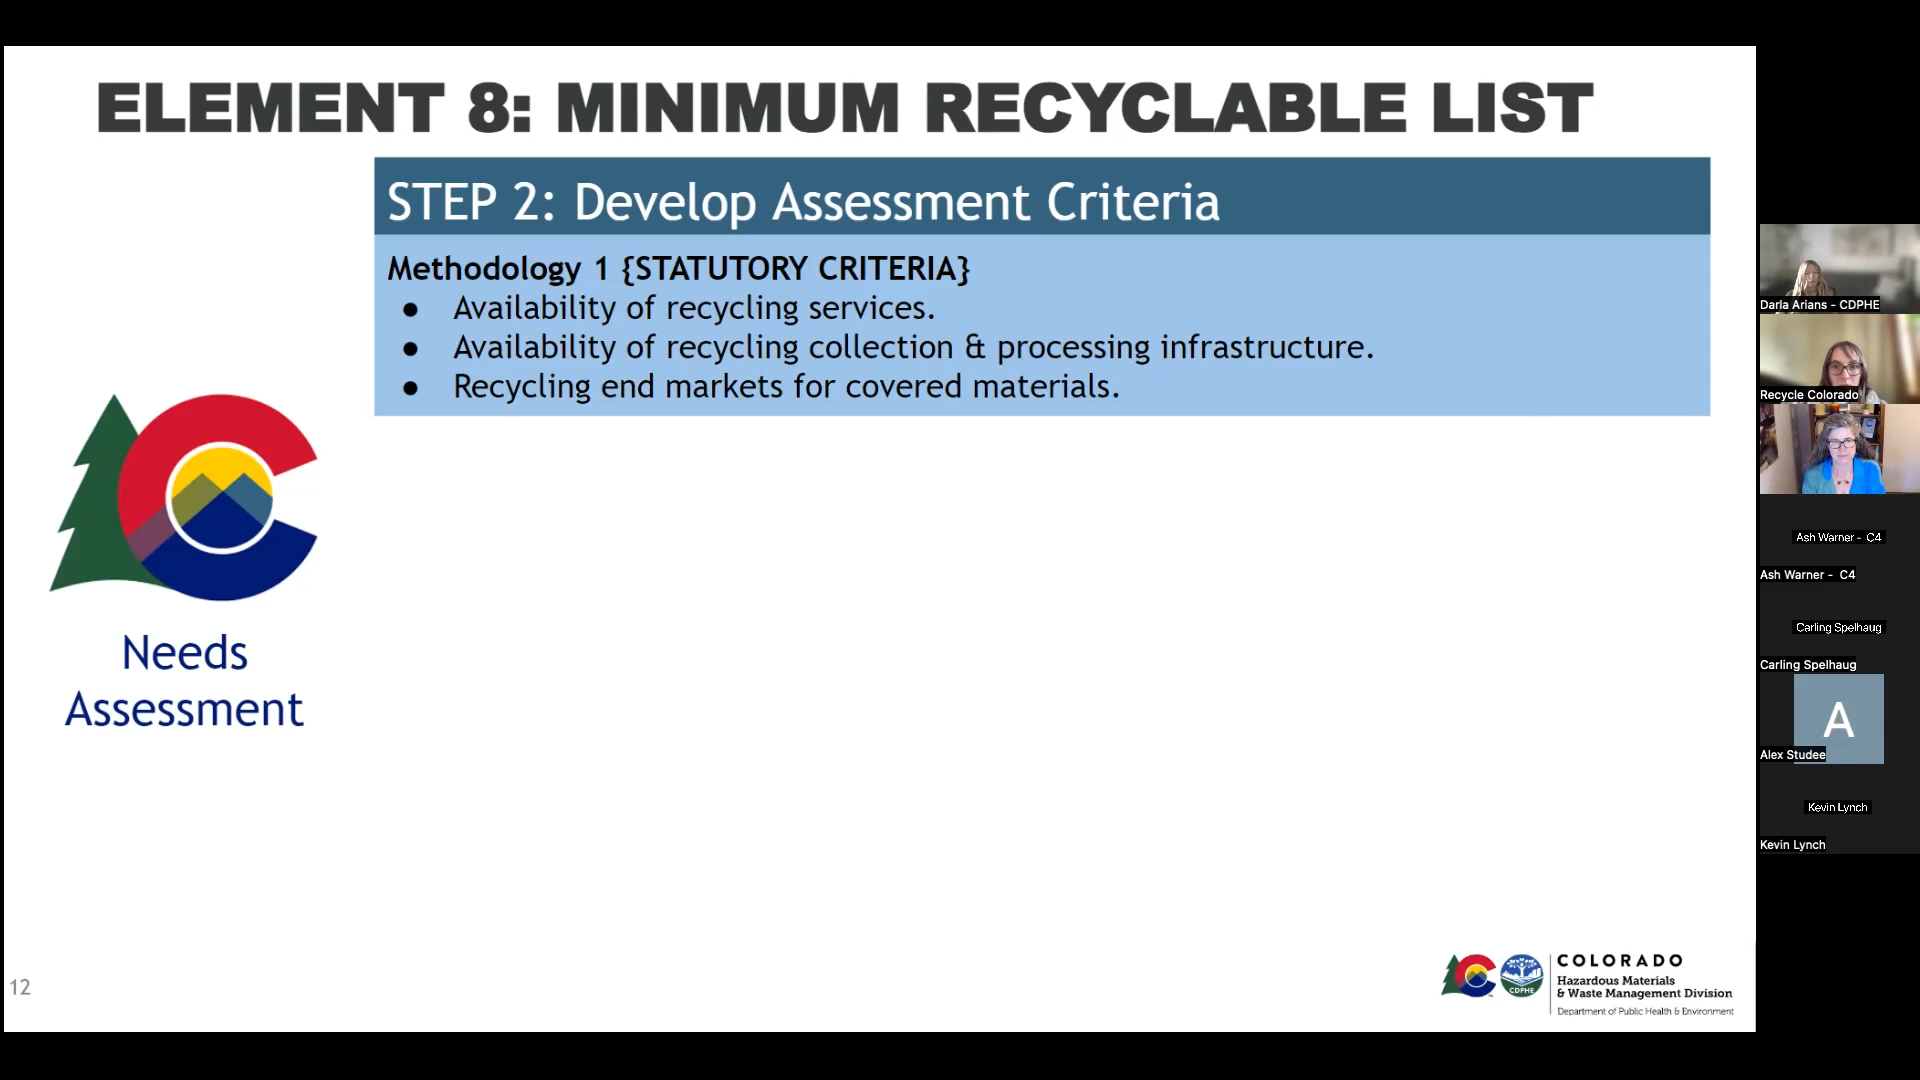 ELEMENT 8: MINIMUM RECYCLABLE LIST
STEP 2: Develop Assessment Criteria
Methodology 1 {STATUTORY CRITERIA}
● Availability of recycling services.
● Availability of recycling collection & processing infrastructure.
● Recycling end markets for covered materials.
Needs
Assessment
12
CDPHE
COLORADO
Hazardous Materials
& Waste Management Division
Department of Public Health & Environment
Darla Arians - CDPHE
Recycle Colorado
Ash Warner - C4
Ash Warner - C4
Carling Spelhaug
Carling Spelhaug
A
Alex Studee
Kevin Lynch
Kevin Lynch